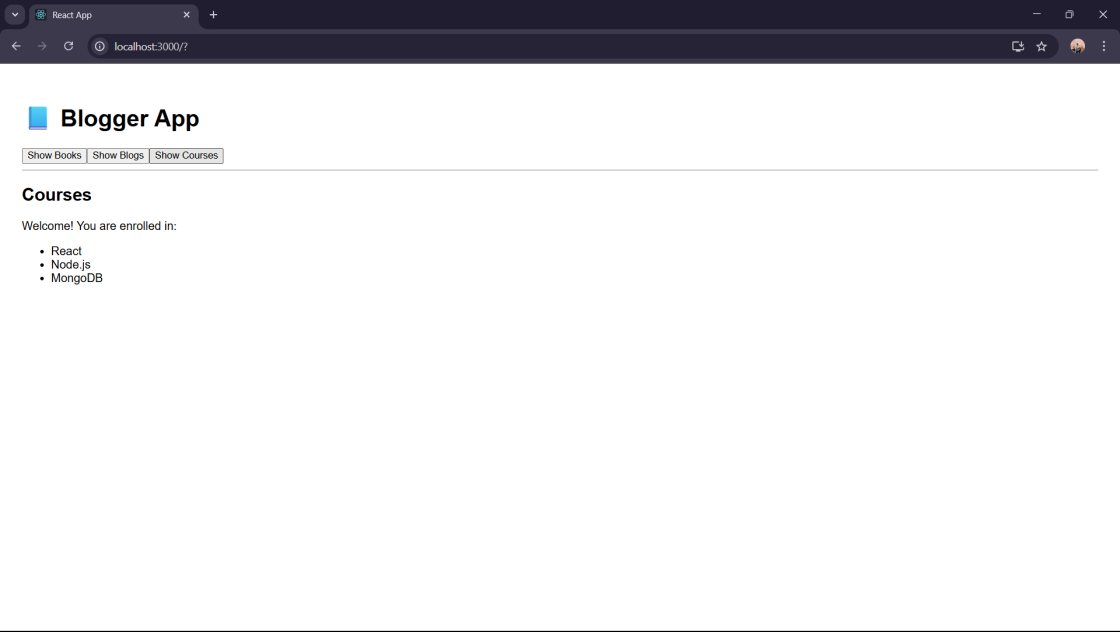 React App
localhost:3000/?
Blogger App
Show Books Show Blogs Show Courses
Courses
Welcome! You are enrolled in:
React
Node.js
MongoDB